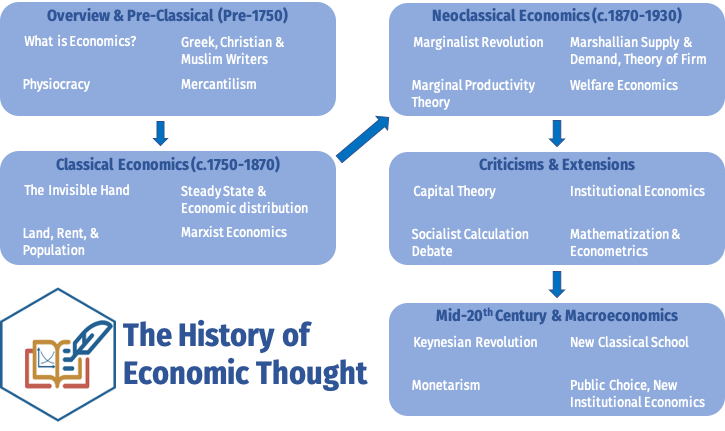 Overview & Pre-Classical (Pre-1750)
What is Economics?
Greek, Christian &
Muslim Writers
Physiocracy
Mercantilism
Classical Economics (c.1750-1870)
The Invisible Hand
Steady State &
Economic distribution
Land, Rent, &
Population
Marxist Economics
Neoclassical Economics (c.1870-1930)
Marginalist Revolution
Marshallian Supply &
Demand, Theory of Firm
Marginal Productivity
Theory
Welfare Economics
Criticisms & Extensions
Capital Theory
Institutional Economics
Socialist Calculation
Debate
Mathematization &
Econometrics
Mid-20th Century & Macroeconomics
Keynesian Revolution
New Classical School
Monetarism
Public Choice, New
Institutional Economics
The History of
Economic Thought